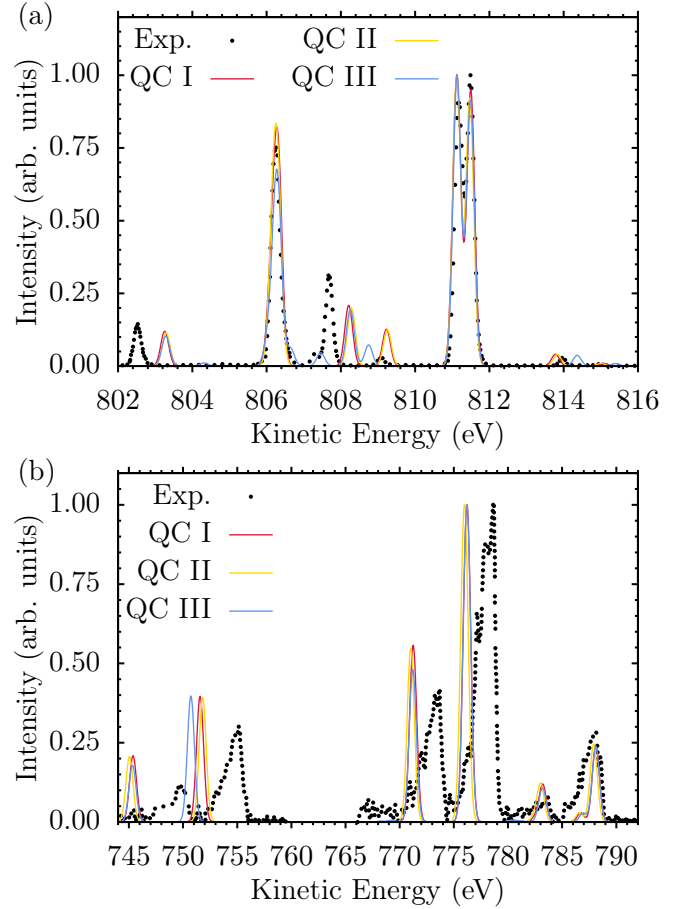 (a)
Exp. QC II
QC I QC III
1.00
0.75
0.50
0.25
0.00
Intensity (arb. units)
802 804 806 808 810 812 814 816
Kinetic Energy (eV)
(b)
Exp.
QC I
QC II
QC III
1.00
0.75
0.50
0.25
0.00
Intensity (arb. units)
745 750 755 760 765 770 775 780 785 790
Kinetic Energy (eV)